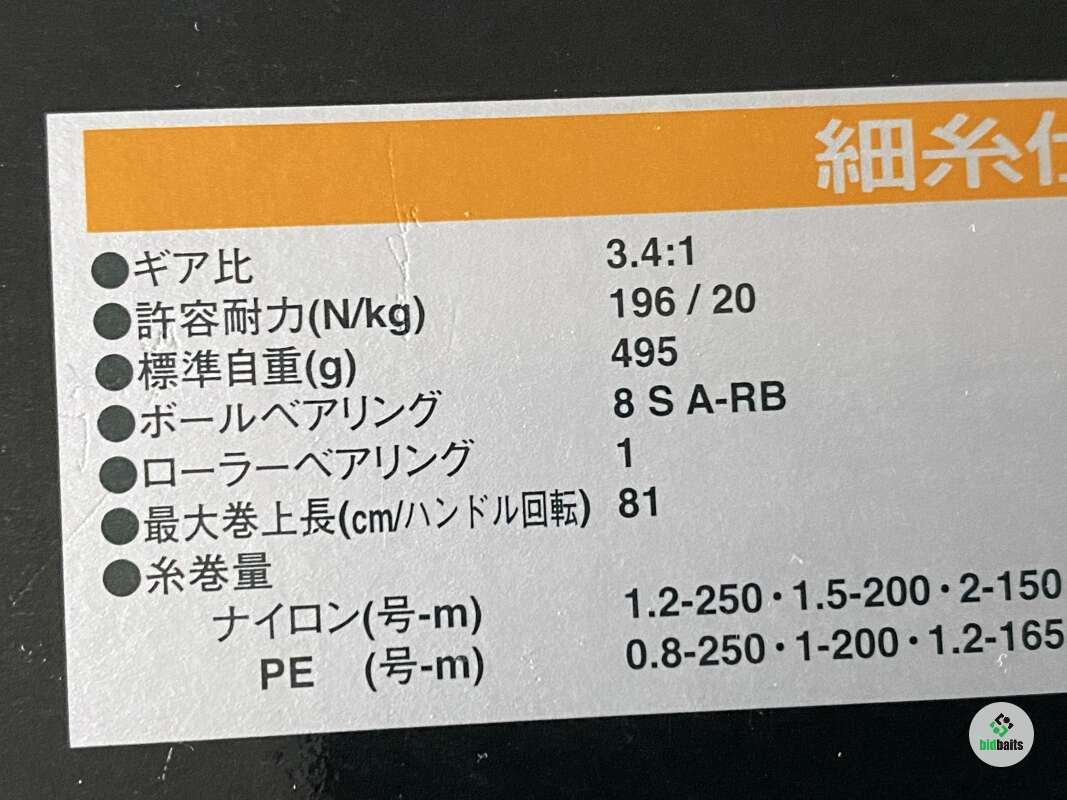 細糸仕
●ギア比 3.4:1
●許容耐力(N/kg) 196 / 20
●標準自重(g) 495
●ボールベアリング 8 S A-RB
●ローラーベアリング 1
●最大巻上長(cm/ハンドル回転) 81
●糸巻量
ナイロン(号-m) 1.2-250・1.5-200・2-150
PE (号-m) 0.8-250・1-200・1.2-165
bidbaits